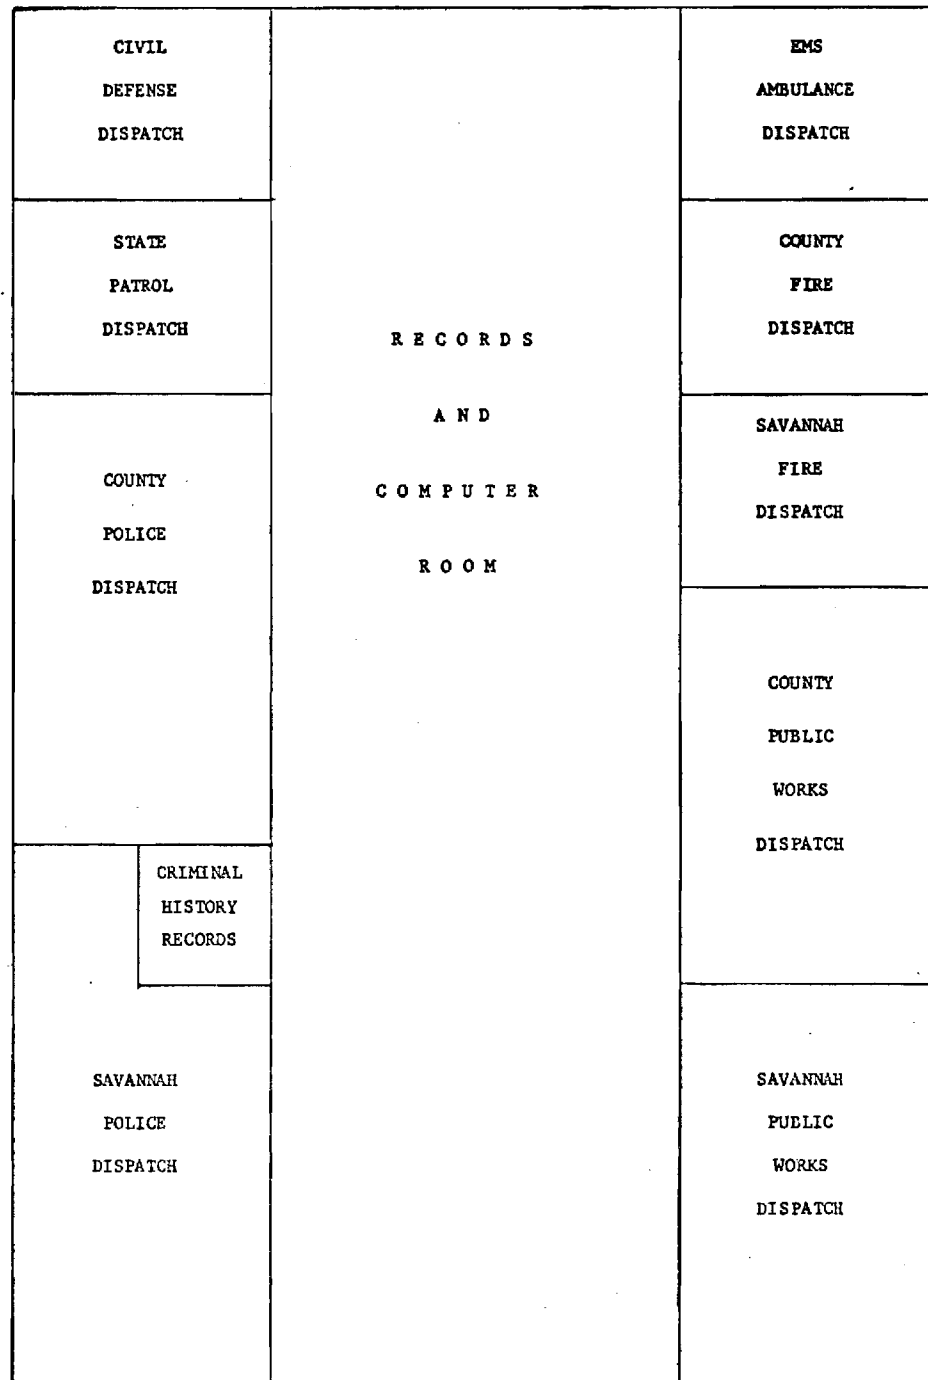 CIVIL
DEFENSE
DISPATCH
STATE
PATROL
DISPATCH
COUNTY
POLICE
DISPATCH
CRIMINAL
HISTORY
RECORDS
SAVANNAH
POLICE
DISPATCH
RECORDS
AND
COMPUTER
ROOM
EMS
AMBULANCE
DISPATCH
COUNTY
FIRE
DISPATCH
SAVANNAH
FIRE
DISPATCH
COUNTY
PUBLIC
WORKS
DISPATCH
SAVANNAH
PUBLIC
WORKS
DISPATCH